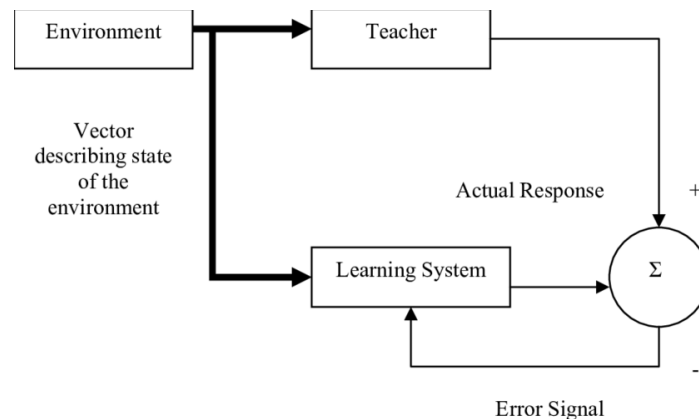 Environment
Teacher
Vector
describing state
of the
environment
Actual Response
+
Learning System
Σ
-
Error Signal